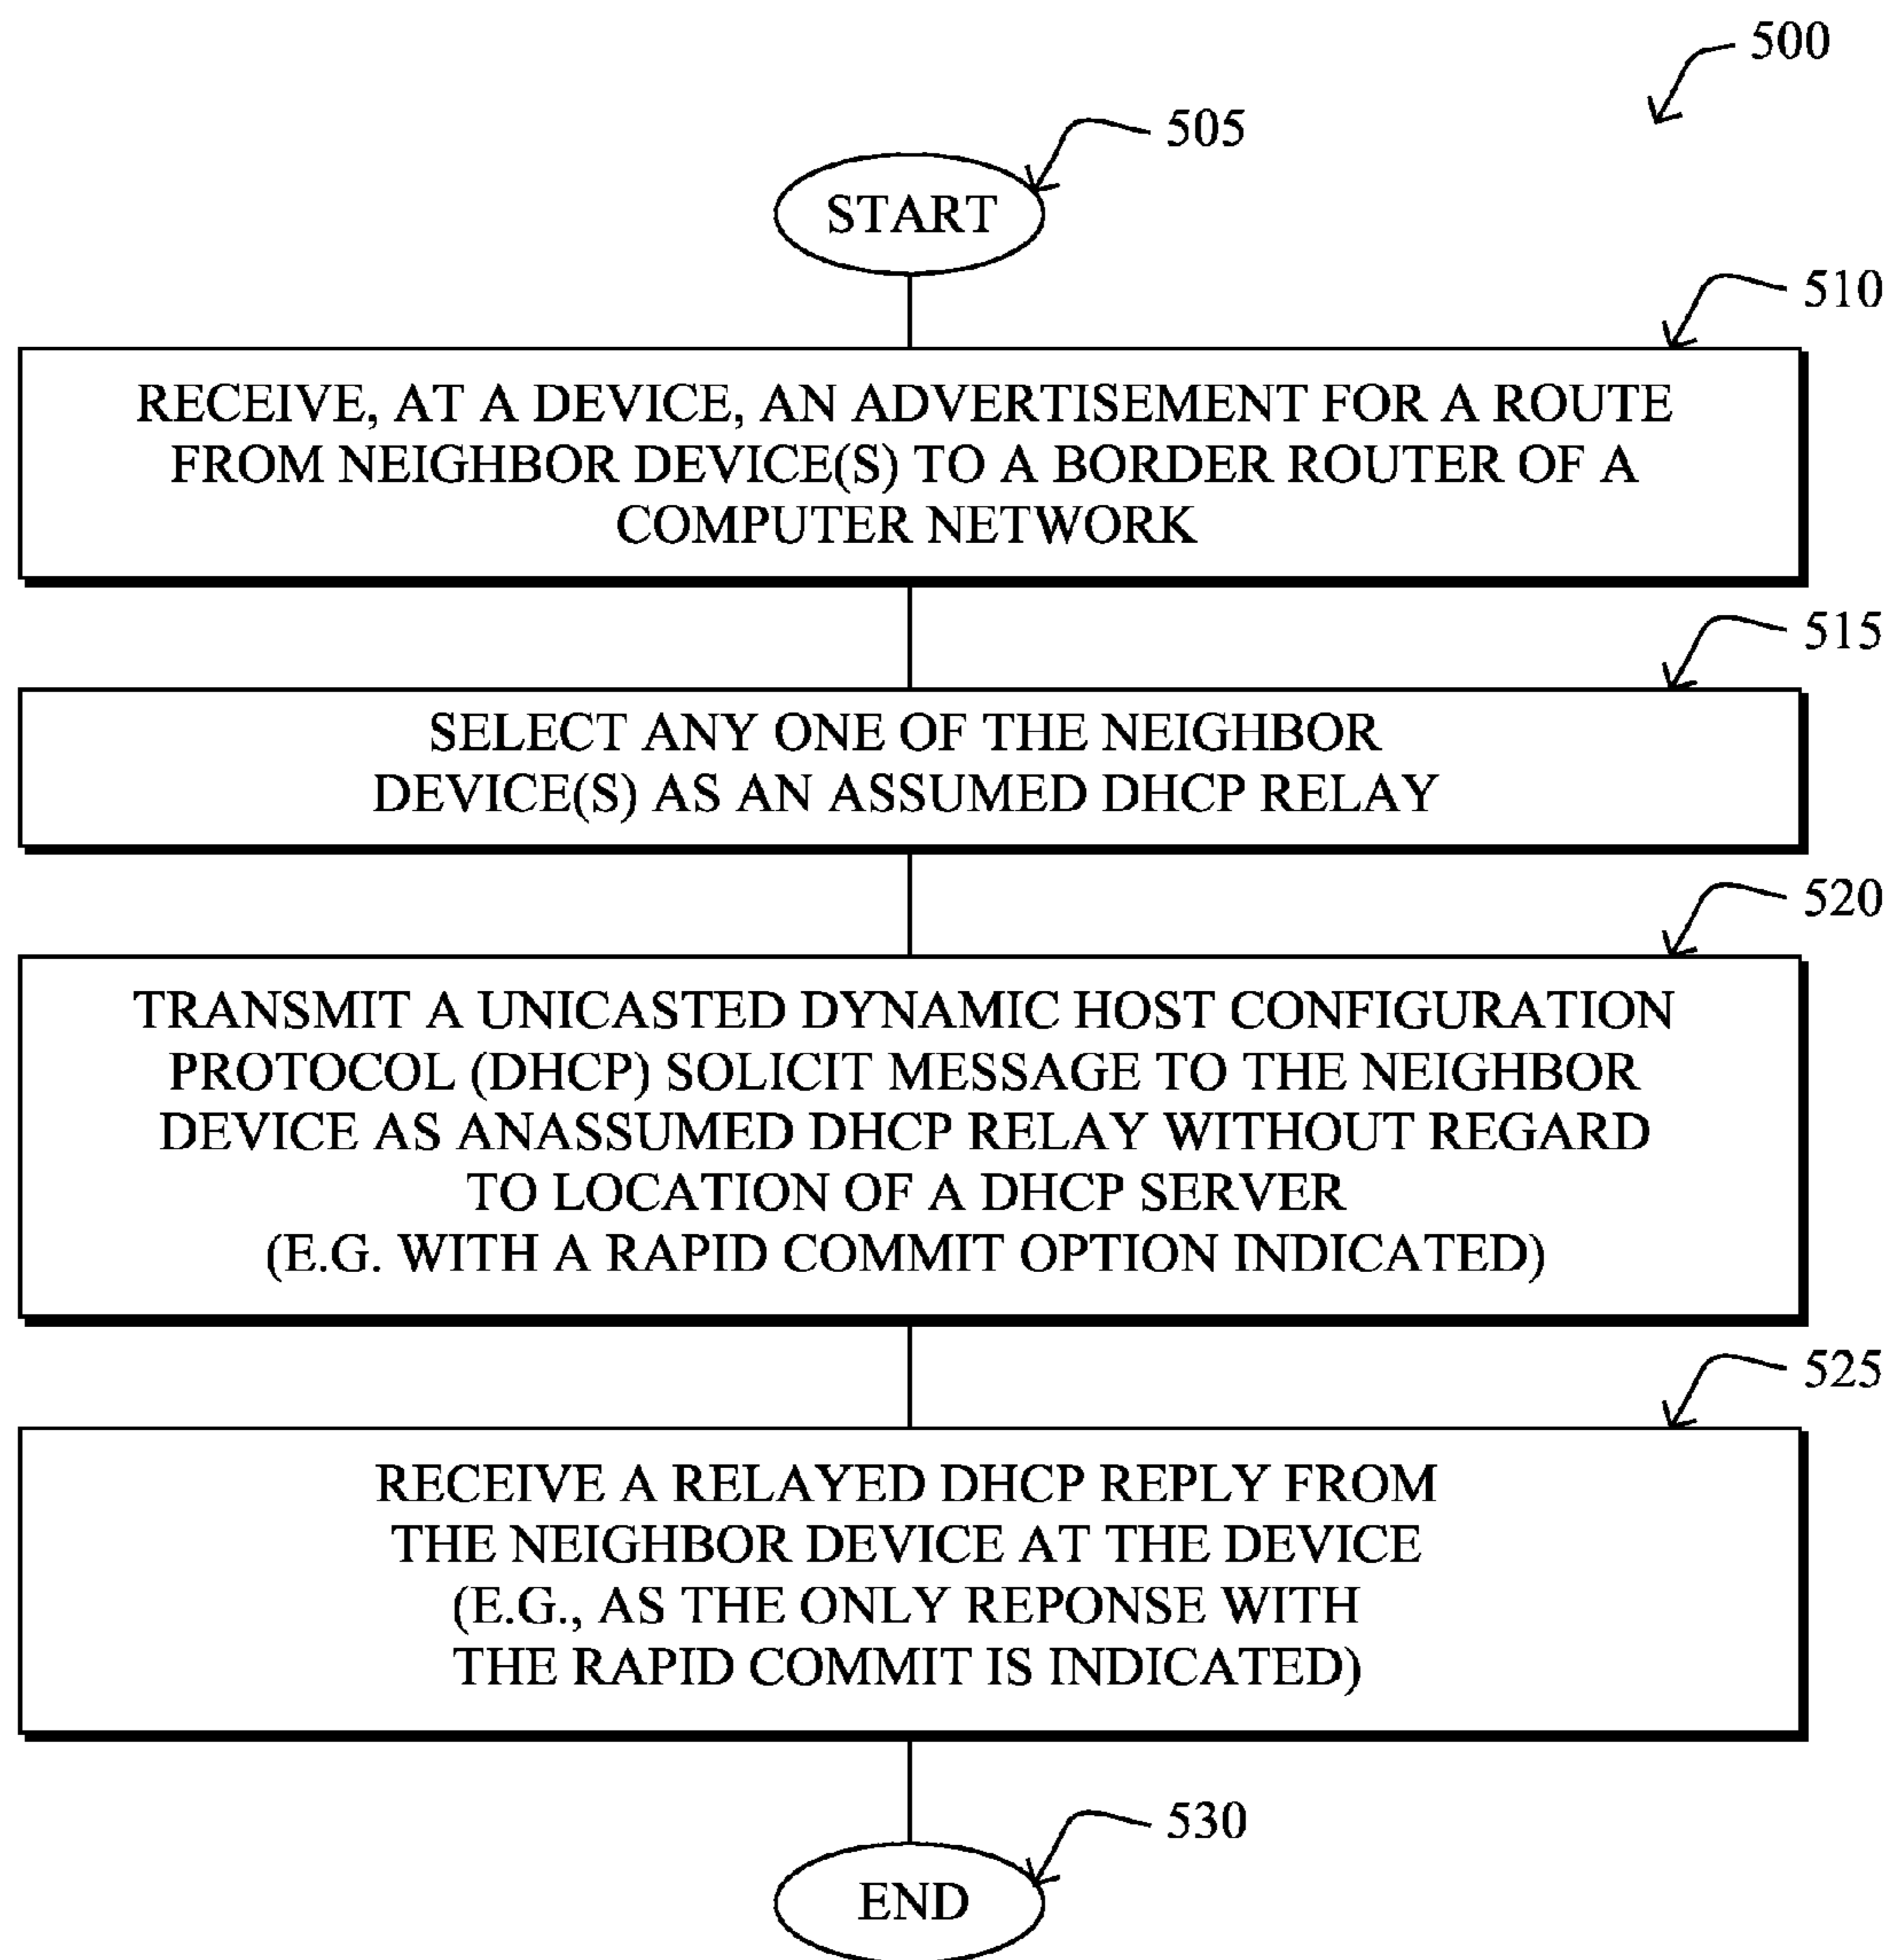 500
505
START
510
RECEIVE, AT A DEVICE, AN ADVERTISEMENT FOR A ROUTE
FROM NEIGHBOR DEVICE(S) TO A BORDER ROUTER OF A
COMPUTER NETWORK
515
SELECT ANY ONE OF THE NEIGHBOR
DEVICE(S) AS AN ASSUMED DHCP RELAY
520
TRANSMIT A UNICASTED DYNAMIC HOST CONFIGURATION
PROTOCOL (DHCP) SOLICIT MESSAGE TO THE NEIGHBOR
DEVICE AS ANASSUMED DHCP RELAY WITHOUT REGARD
TO LOCATION OF A DHCP SERVER
(E.G. WITH A RAPID COMMIT OPTION INDICATED)
525
RECEIVE A RELAYED DHCP REPLY FROM
THE NEIGHBOR DEVICE AT THE DEVICE
(E.G., AS THE ONLY REPONSE WITH
THE RAPID COMMIT IS INDICATED)
530
END